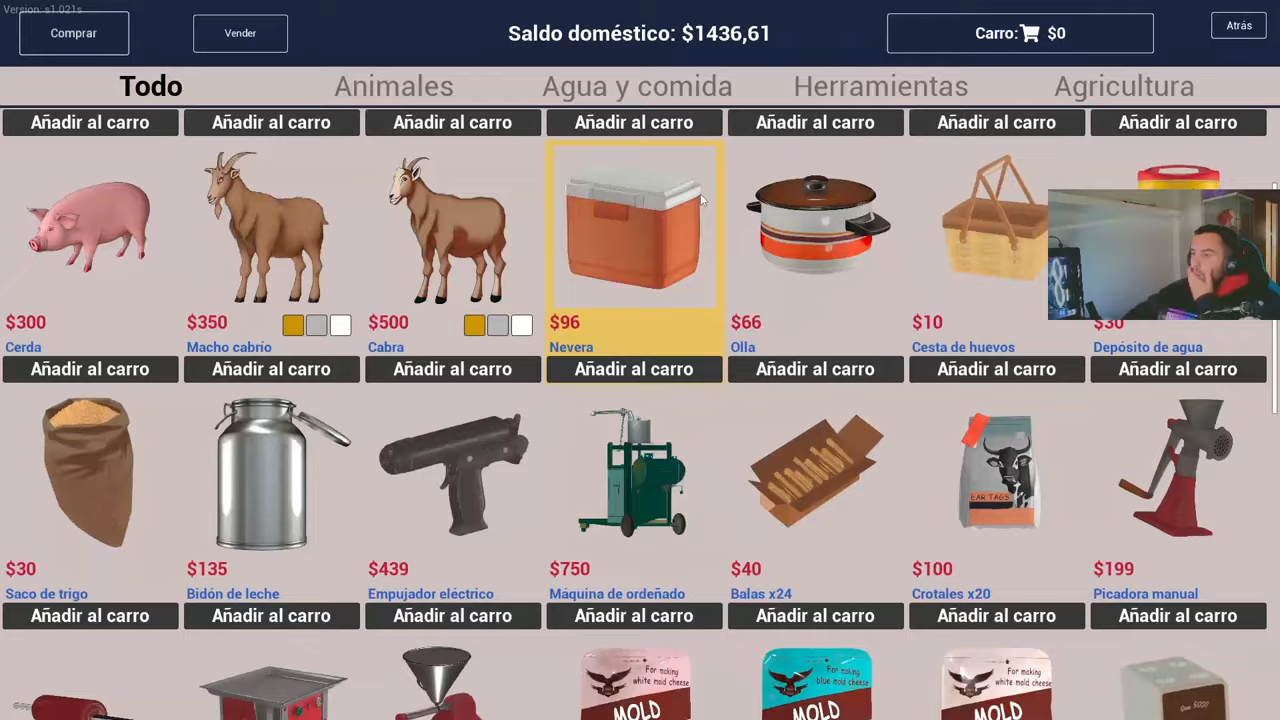 Version: s1.021s
Comprar
Vender
Saldo doméstico: $1436,61
Carro: $0
Atrás
Todo
Animales
Agua y comida
Herramientas
Agricultura
Añadir al carro
Añadir al carro
Añadir al carro
Añadir al carro
Añadir al carro
Añadir al carro
Añadir al carro
$300
$350
$500
$96
$66
$10
$30
Cerda
Macho cabrío
Cabra
Nevera
Olla
Cesta de huevos
Depósito de agua
Añadir al carro
Añadir al carro
Añadir al carro
Añadir al carro
Añadir al carro
Añadir al carro
Añadir al carro
EAR TAGS
$30
$135
$439
$750
$40
$100
$199
Saco de trigo
Bidón de leche
Empujador eléctrico
Máquina de ordeñado
Balas x24
Crotales x20
Picadora manual
Añadir al carro
Añadir al carro
Añadir al carro
Añadir al carro
Añadir al carro
Añadir al carro
Añadir al carro
For making
white mold cheese
MOLD
For making
blue mold cheese
MOLD
For making
white mold cheese
MOLD